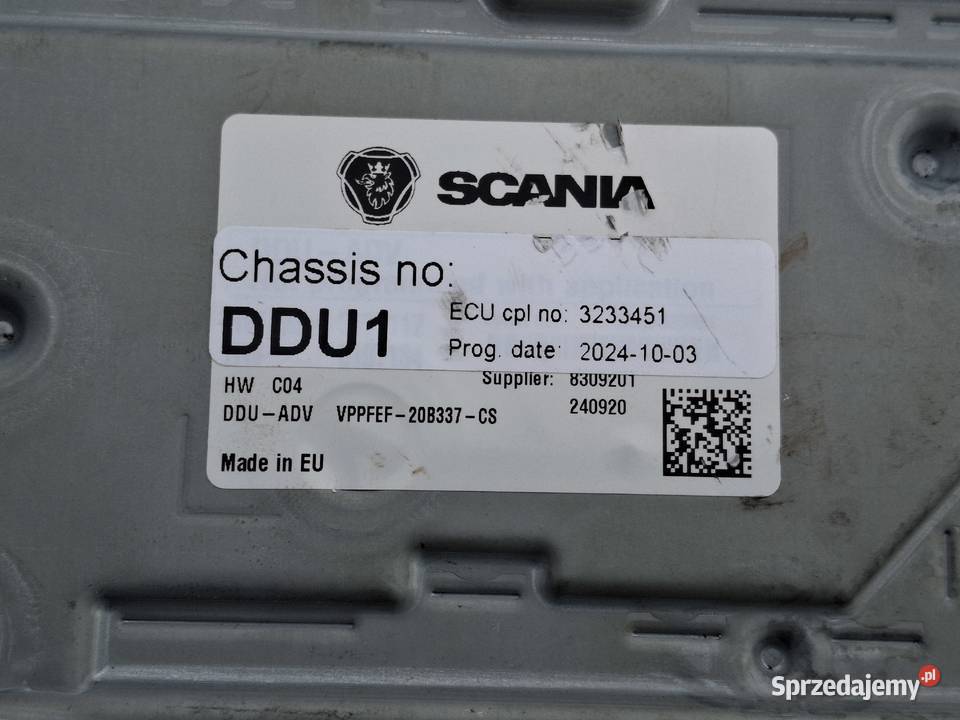 SCANIA
Chassis no:
DDU1
ECU cpl no: 3233451
Prog. date: 2024-10-03
Supplier: 8309201
HW C04
240920
DDU-ADV VPPFEF-20B337-CS
Made in EU
Sprzedajemy.pl